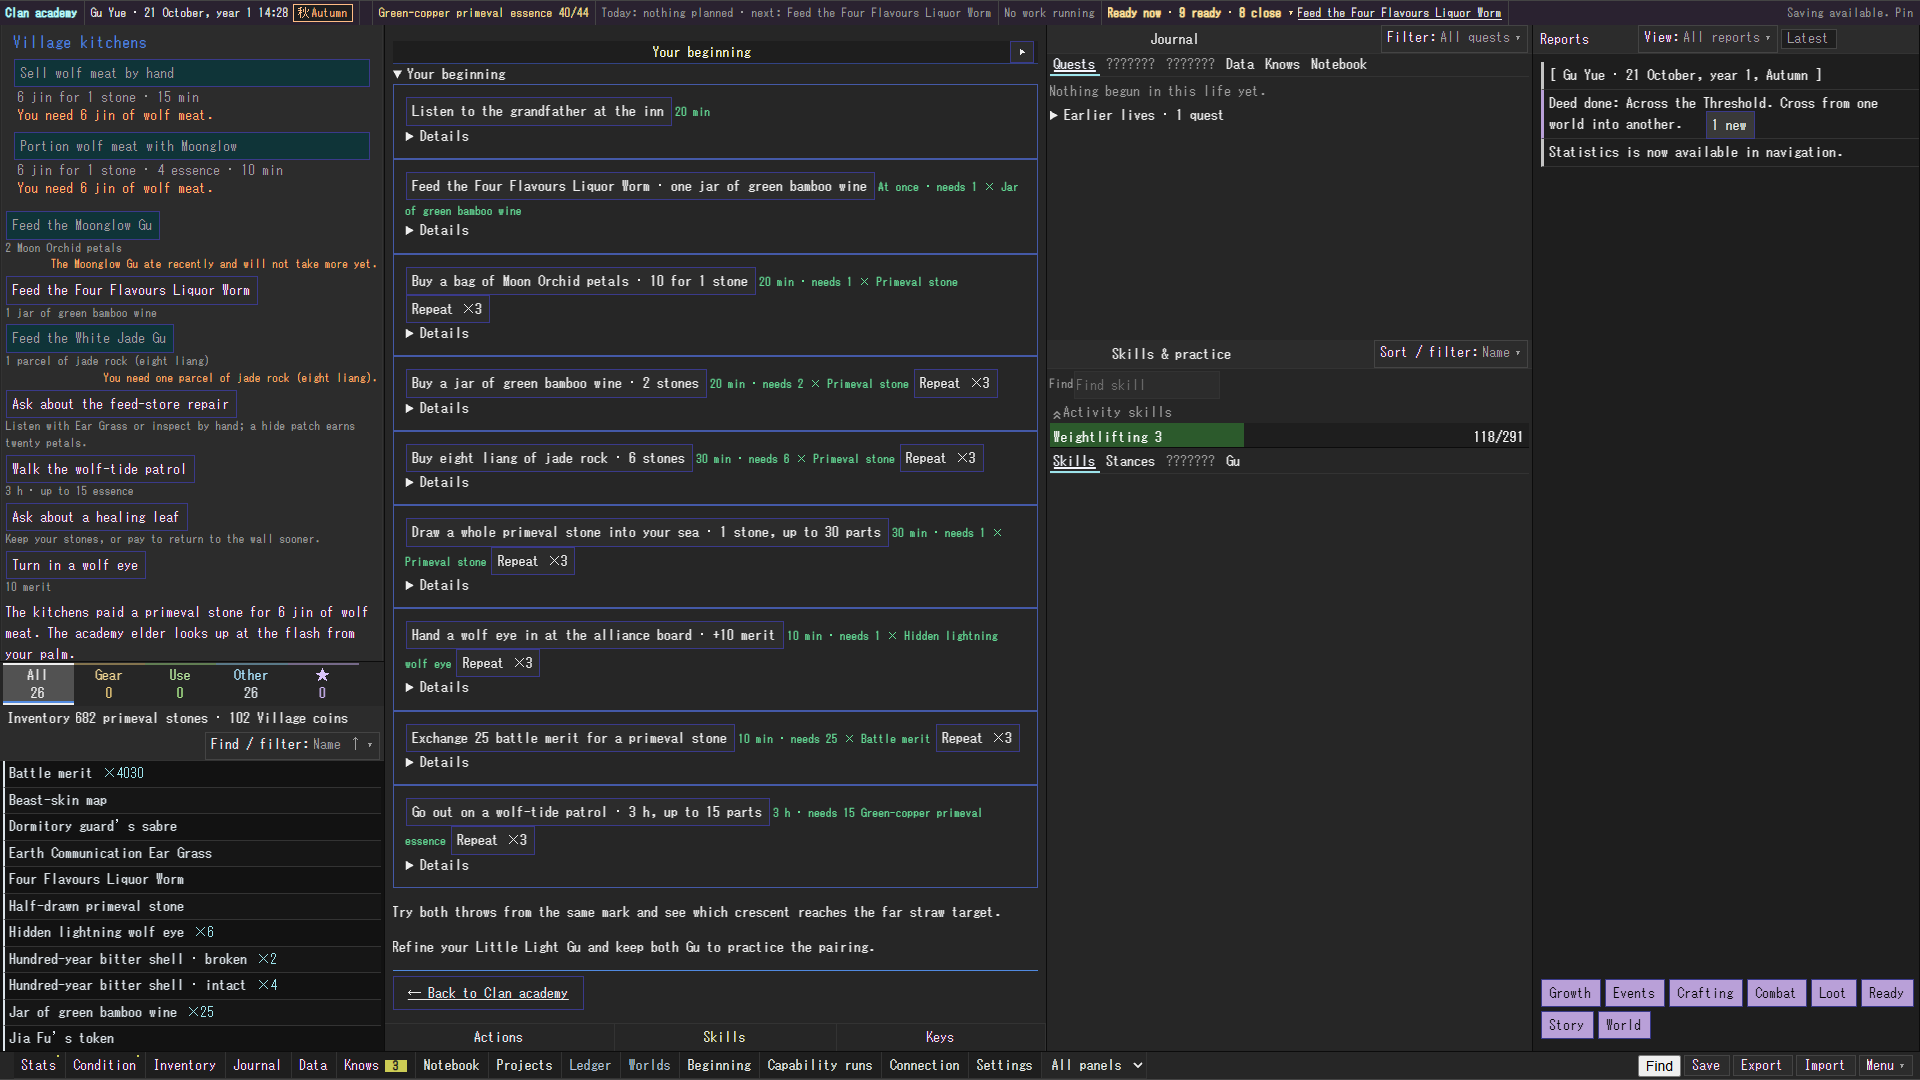 Clan academy Gu Yue · 21 October, year 1 14:28 秋Autumn Green-copper primeval essence 40/44 Today: nothing planned · next: Feed the Four Flavours Liquor Worm No work running Ready now · 9 ready · 8 close ▾ Feed the Four Flavours Liquor Worm Saving available. Pin
Village kitchens
Sell wolf meat by hand
6 jin for 1 stone · 15 min
You need 6 jin of wolf meat.
Portion wolf meat with Moonglow
6 jin for 1 stone · 4 essence · 10 min
You need 6 jin of wolf meat.
Feed the Moonglow Gu
2 Moon Orchid petals
The Moonglow Gu ate recently and will not take more yet.
Feed the Four Flavours Liquor Worm
1 jar of green bamboo wine
Feed the White Jade Gu
1 parcel of jade rock (eight liang)
You need one parcel of jade rock (eight liang).
Ask about the feed-store repair
Listen with Ear Grass or inspect by hand; a hide patch earns
twenty petals.
Walk the wolf-tide patrol
3 h · up to 15 essence
Ask about a healing leaf
Keep your stones, or pay to return to the wall sooner.
Turn in a wolf eye
10 merit
The kitchens paid a primeval stone for 6 jin of wolf
meat. The academy elder looks up at the flash from
your palm.
All Gear Use Other ★
26 0 0 26 0
Inventory 682 primeval stones · 102 Village coins
Find / filter: Name ↑ ▾
Battle merit ×4030
Beast-skin map
Dormitory guard's sabre
Earth Communication Ear Grass
Four Flavours Liquor Worm
Half-drawn primeval stone
Hidden lightning wolf eye ×6
Hundred-year bitter shell · broken ×2
Hundred-year bitter shell · intact ×4
Jar of green bamboo wine ×25
Jia Fu's token
Your beginning ▸
▼ Your beginning
Listen to the grandfather at the inn 20 min
▶ Details
Feed the Four Flavours Liquor Worm · one jar of green bamboo wine At once · needs 1 × Jar
of green bamboo wine
▶ Details
Buy a bag of Moon Orchid petals · 10 for 1 stone 20 min · needs 1 × Primeval stone
Repeat ×3
▶ Details
Buy a jar of green bamboo wine · 2 stones 20 min · needs 2 × Primeval stone Repeat ×3
▶ Details
Buy eight liang of jade rock · 6 stones 30 min · needs 6 × Primeval stone Repeat ×3
▶ Details
Draw a whole primeval stone into your sea · 1 stone, up to 30 parts 30 min · needs 1 ×
Primeval stone Repeat ×3
▶ Details
Hand a wolf eye in at the alliance board · +10 merit 10 min · needs 1 × Hidden lightning
wolf eye Repeat ×3
▶ Details
Exchange 25 battle merit for a primeval stone 10 min · needs 25 × Battle merit Repeat ×3
▶ Details
Go out on a wolf-tide patrol · 3 h, up to 15 parts 3 h · needs 15 Green-copper primeval
essence Repeat ×3
▶ Details
Try both throws from the same mark and see which crescent reaches the far straw target.
Refine your Little Light Gu and keep both Gu to practice the pairing.
← Back to Clan academy
Actions Skills Keys
Journal Filter: All quests ▾
Quests ??????? ??????? Data Knows Notebook
Nothing begun in this life yet.
▶ Earlier lives · 1 quest
Skills & practice Sort / filter: Name ▾
Find Find skill
Activity skills
Weightlifting 3 118/291
Skills Stances ??????? Gu
Reports View: All reports ▾ Latest
[ Gu Yue · 21 October, year 1, Autumn ]
Deed done: Across the Threshold. Cross from one
world into another. 1 new
Statistics is now available in navigation.
Growth Events Crafting Combat Loot Ready
Story World
Stats Condition Inventory Journal Data Knows 3 Notebook Projects Ledger Worlds Beginning Capability runs Connection Settings All panels Find Save Export Import Menu ▾